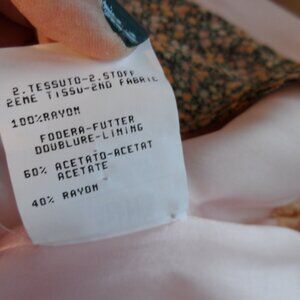 2.TESSUTO-2.STOFF
2EME TISSU-2ND FABRIC
100%RAYON
FODERA-FUTTER
DOUBLURE-LINING
60% ACETATO-ACETAT
ACETATE
40% RAYON